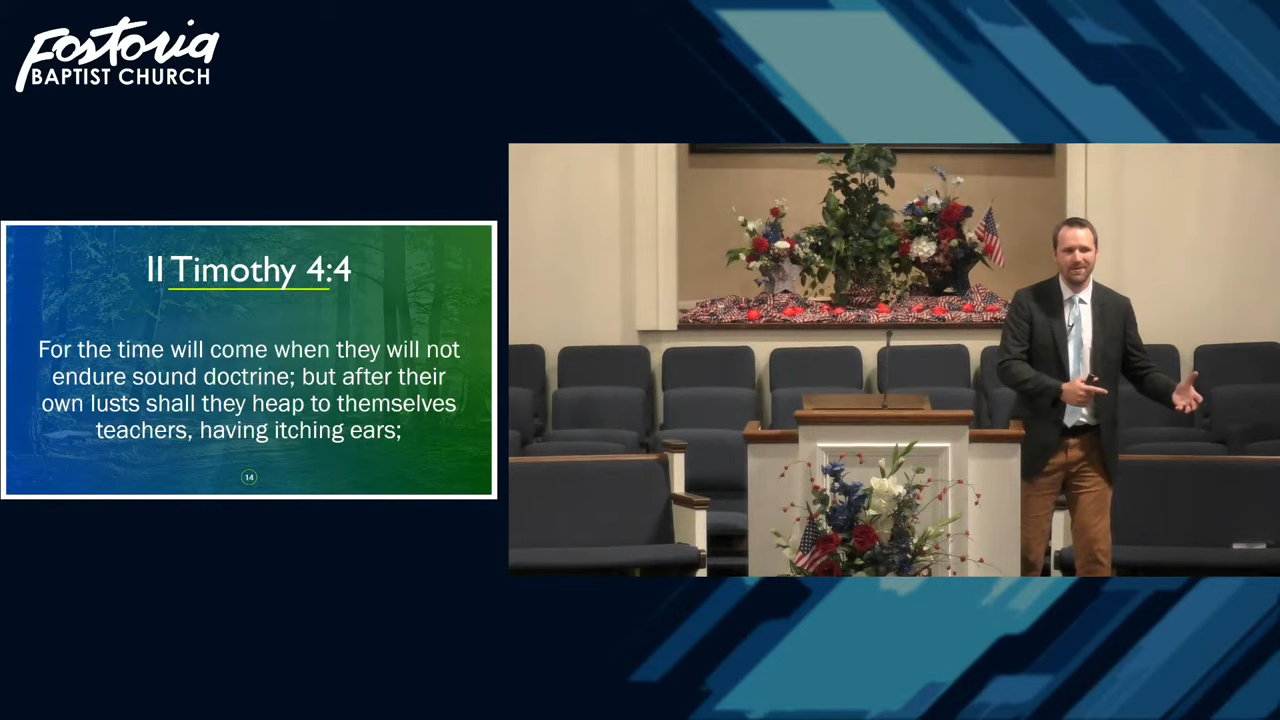 Fostoria
BAPTIST CHURCH
II Timothy 4:4
For the time will come when they will not
endure sound doctrine; but after their
own lusts shall they heap to themselves
teachers, having itching ears;
14